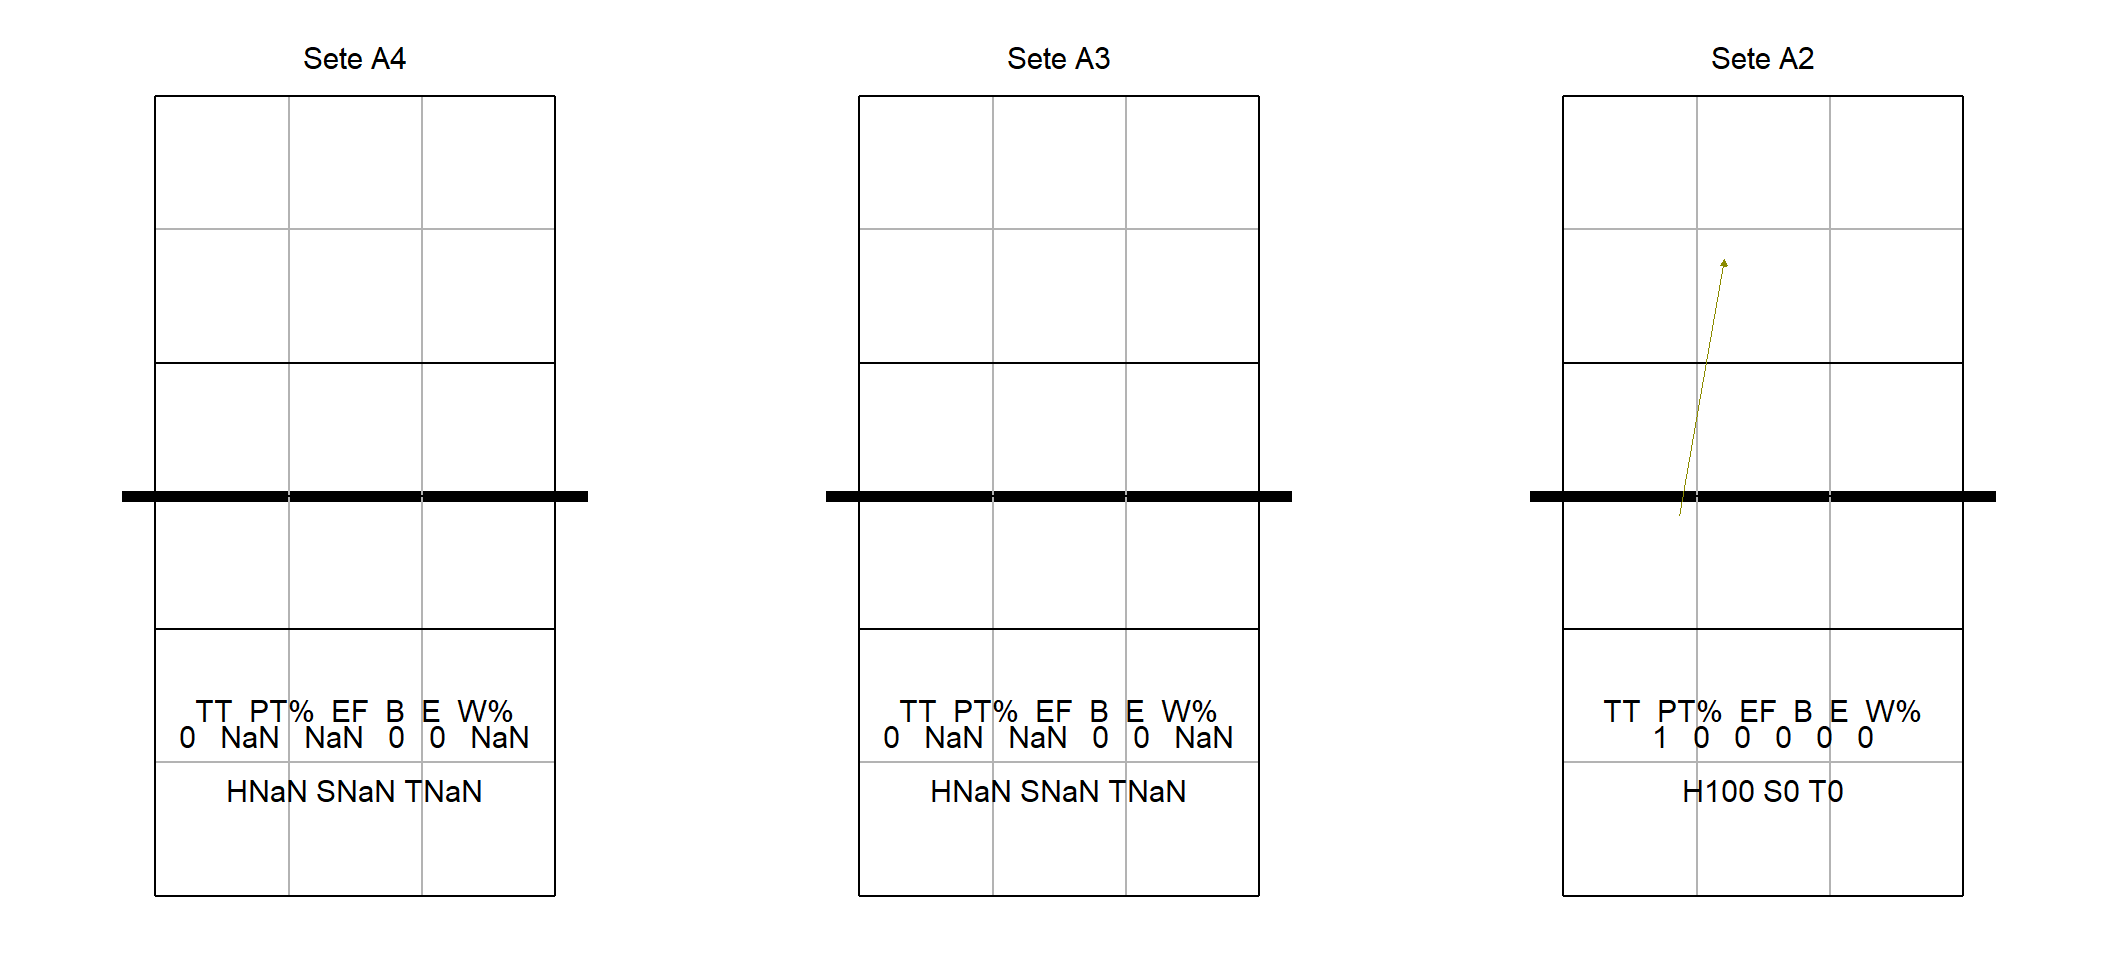 Sete A4
TT PT% EF B E W%
0 NaN NaN 0 0 NaN
HNaN SNaN TNaN
Sete A3
TT PT% EF B E W%
0 NaN NaN 0 0 NaN
HNaN SNaN TNaN
Sete A2
TT PT% EF B E W%
1 0 0 0 0 0
H100 S0 T0